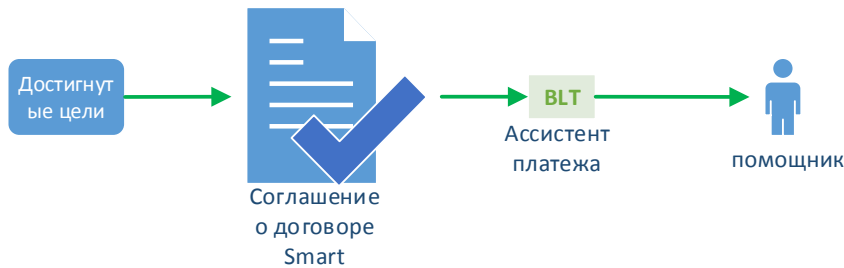 Достигнут
ые цели
BLT
Ассистент
платежа
помощник
Соглашение
о договоре
Smart